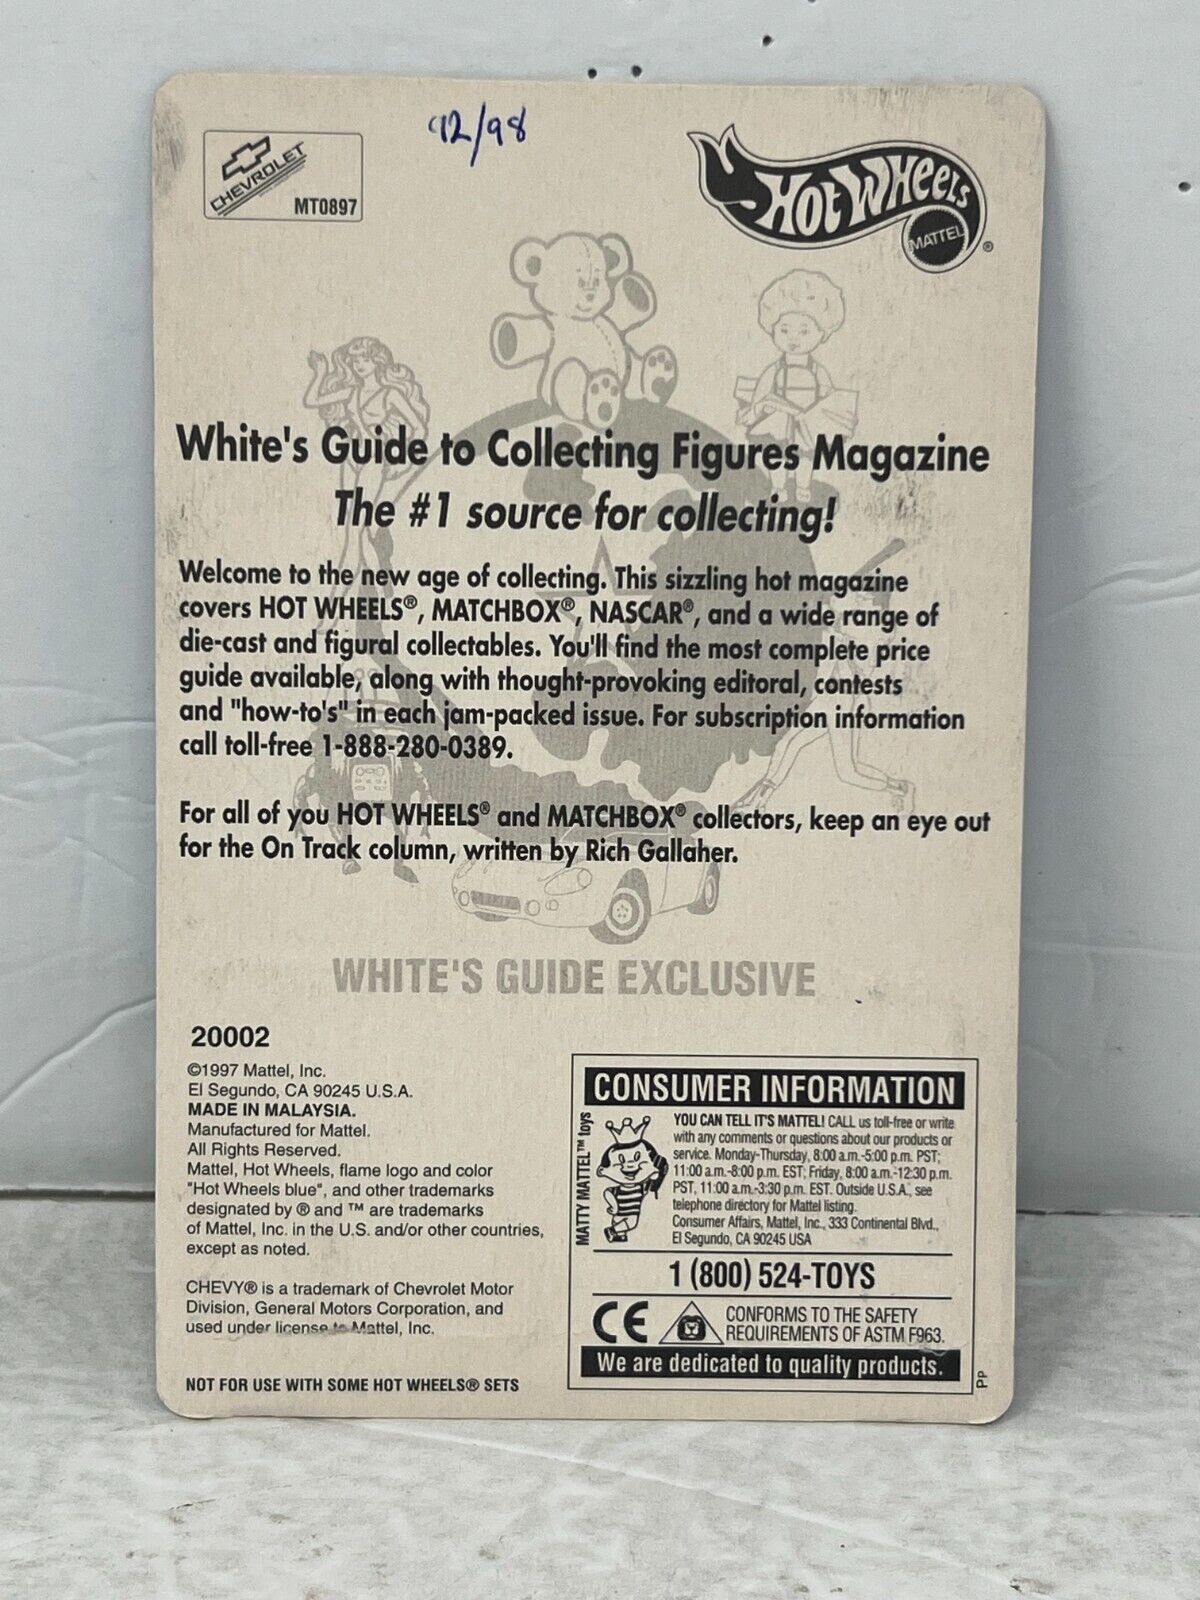 12/98
CHEVROLET
MT0897
HOT WHEELS
MATTEL
®
White's Guide to Collecting Figures Magazine
The #1 source for collecting!
Welcome to the new age of collecting. This sizzling hot magazine
covers HOT WHEELS®, MATCHBOX®, NASCAR®, and a wide range of
die-cast and figural collectables. You'll find the most complete price
guide available, along with thought-provoking editoral, contests
and "how-to's" in each jam-packed issue. For subscription information
call toll-free 1-888-280-0389.
For all of you HOT WHEELS® and MATCHBOX® collectors, keep an eye out
for the On Track column, written by Rich Gallaher.
WHITE'S GUIDE EXCLUSIVE
20002
©1997 Mattel, Inc.
El Segundo, CA 90245 U.S.A.
MADE IN MALAYSIA.
Manufactured for Mattel.
All Rights Reserved.
Mattel, Hot Wheels, flame logo and color
"Hot Wheels blue", and other trademarks
designated by ® and ™ are trademarks
of Mattel, Inc. in the U.S. and/or other countries,
except as noted.
CHEVY® is a trademark of Chevrolet Motor
Division, General Motors Corporation, and
used under license to Mattel, Inc.
NOT FOR USE WITH SOME HOT WHEELS® SETS
CONSUMER INFORMATION
MATTY MATTEL™ toys
YOU CAN TELL IT'S MATTEL! CALL us toll-free or write
with any comments or questions about our products or
service. Monday-Thursday, 8:00 a.m.-5:00 p.m. PST;
11:00 a.m.-8:00 p.m. EST; Friday, 8:00 a.m.-12:30 p.m.
PST, 11:00 a.m.-3:30 p.m. EST. Outside U.S.A., see
telephone directory for Mattel listing.
Consumer Affairs, Mattel, Inc., 333 Continental Blvd.,
El Segundo, CA 90245 USA
1 (800) 524-TOYS
CE
CONFORMS TO THE SAFETY
REQUIREMENTS OF ASTM F963.
We are dedicated to quality products.
PP